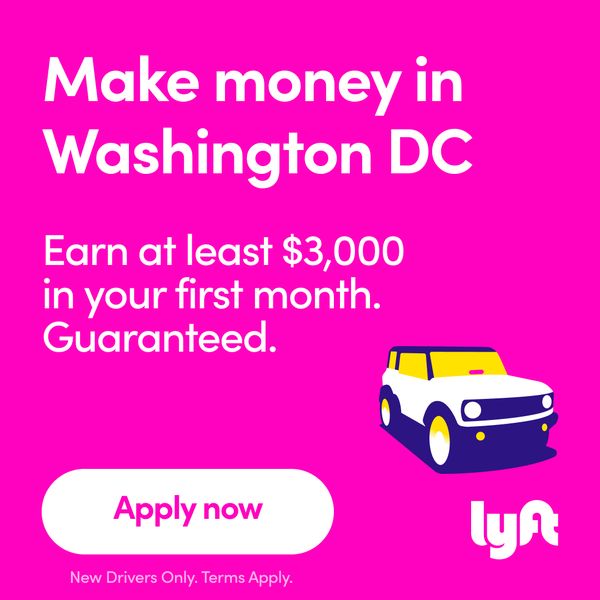 Make money in
Washington DC
Earn at least $3,000
in your first month.
Guaranteed.
Apply now
lyft
New Drivers Only. Terms Apply.